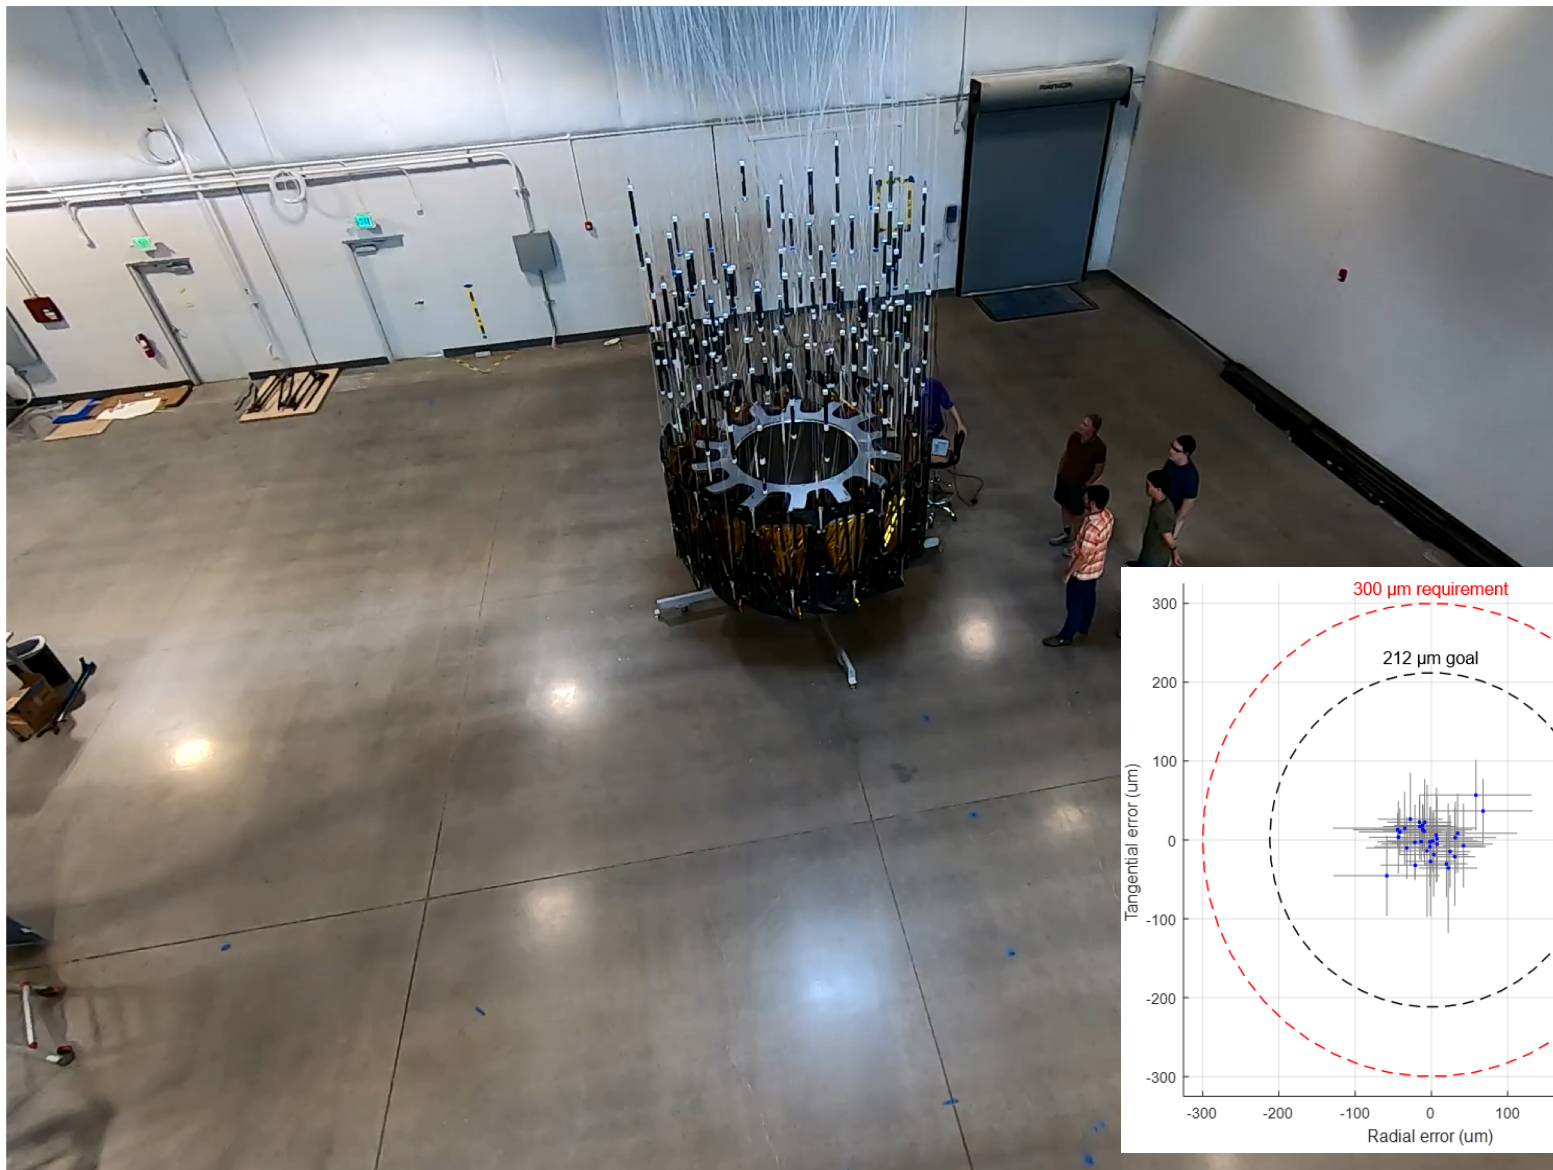 300 µm requirement
212 µm goal
300
200
100
0
-100
-200
-300
Tangential error (um)
-300 -200 -100 0 100
Radial error (um)